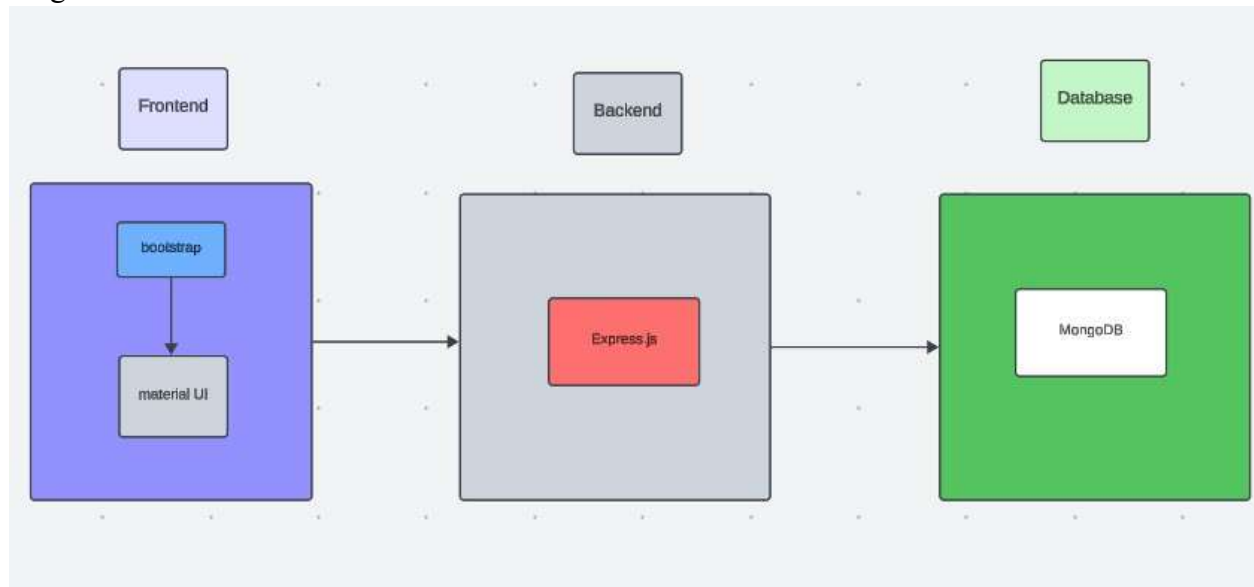 Frontend
Backend
Database
bootstrap
material UI
Express.js
MongoDB